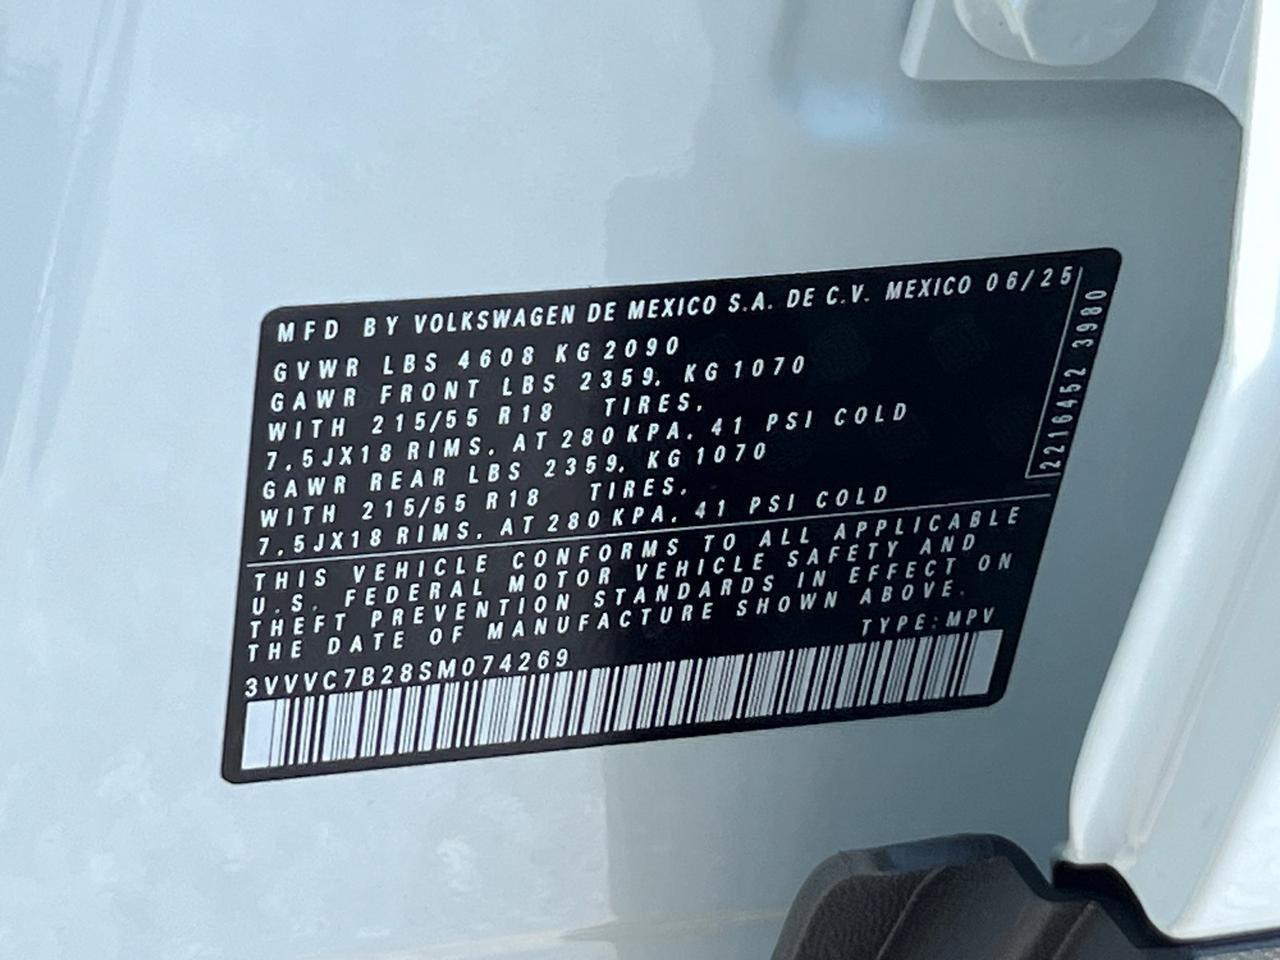 MFD BY VOLKSWAGEN DE MEXICO S.A. DE C.V. MEXICO 06/25
GVWR LBS 4608 KG 2090
GAWR FRONT LBS 2359. KG 1070
WITH 215/55 R18 TIRES.
7.5JX18 RIMS. AT 280 KPA. 41 PSI COLD
GAWR REAR LBS 2359. KG 1070
WITH 215/55 R18 TIRES.
7.5JX18 RIMS. AT 280 KPA. 41 PSI COLD
THIS VEHICLE CONFORMS TO ALL APPLICABLE
U.S. FEDERAL MOTOR VEHICLE SAFETY AND
THEFT PREVENTION STANDARDS IN EFFECT ON
THE DATE OF MANUFACTURE SHOWN ABOVE.
TYPE: MPV
3VVVC7B28SM074269
2216452 3980